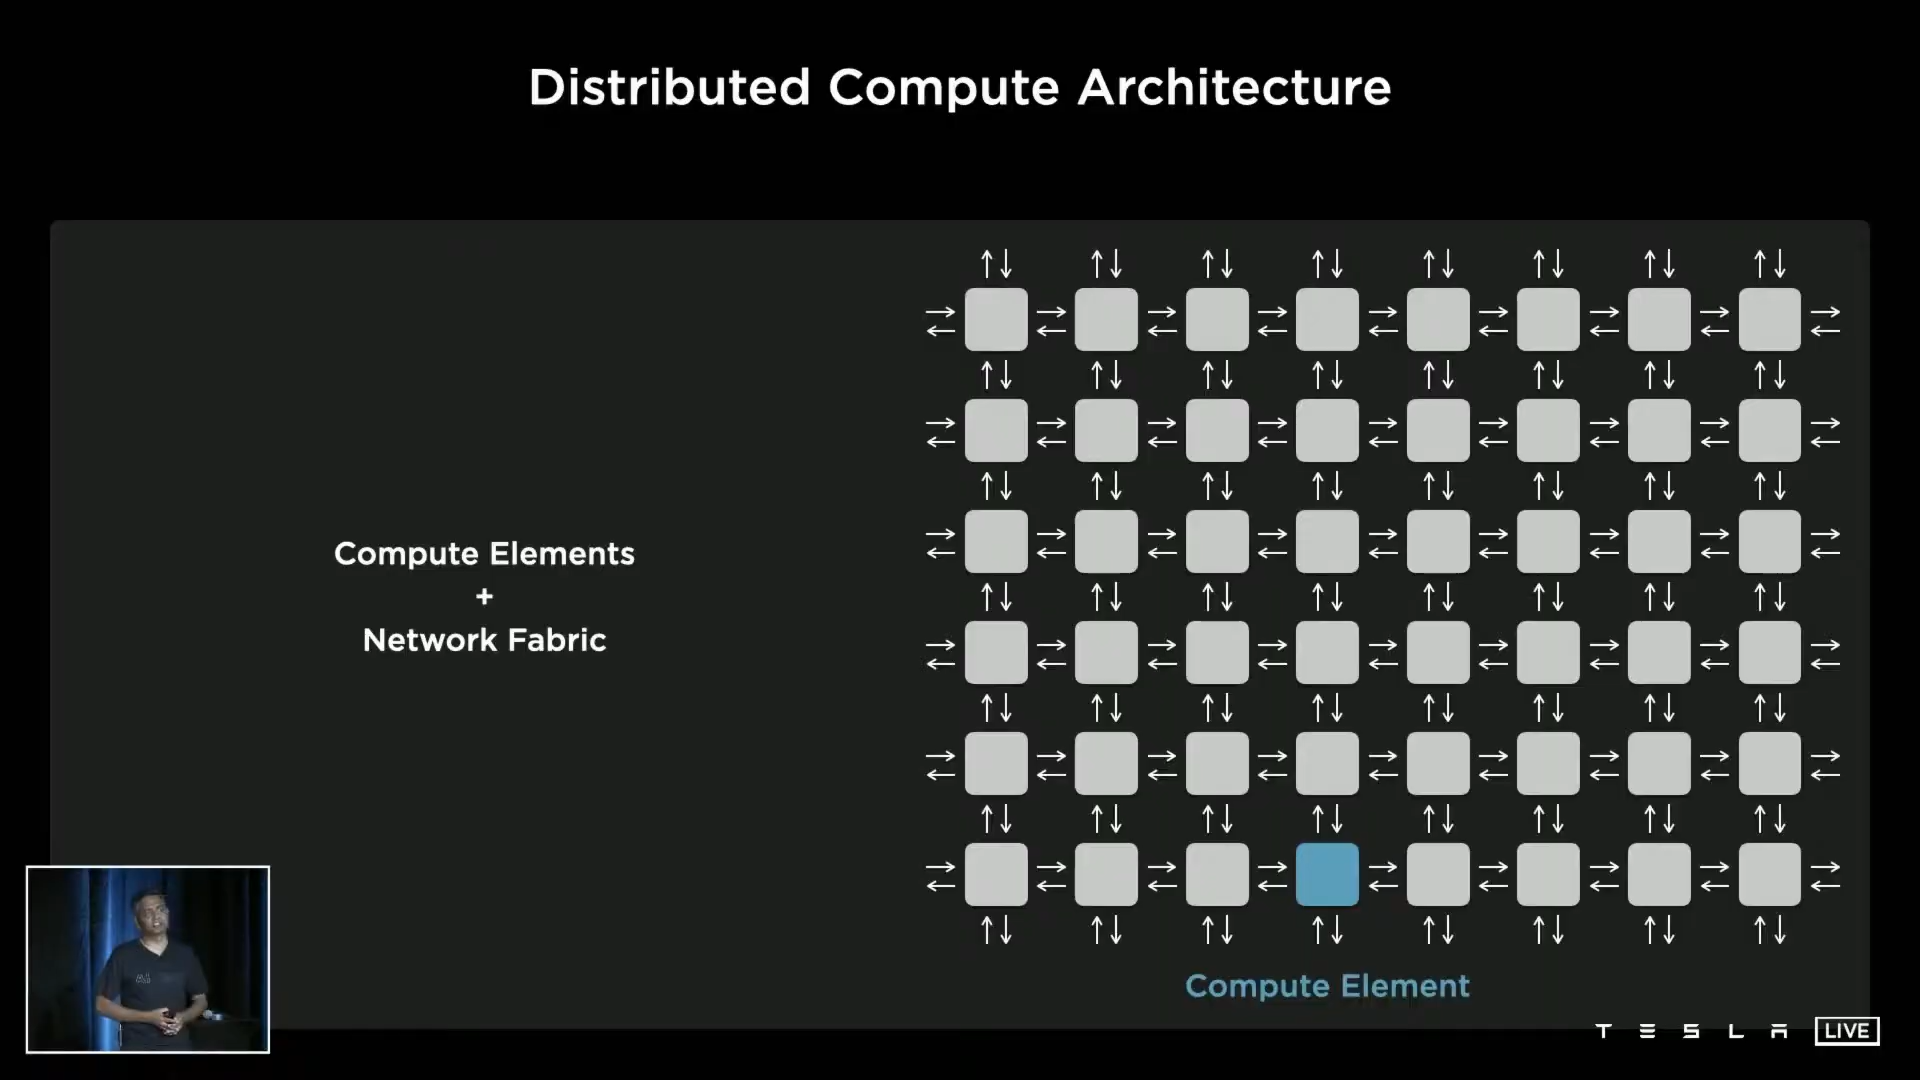 Distributed Compute Architecture
Compute Elements
+
Network Fabric
Compute Element
TESLA LIVE